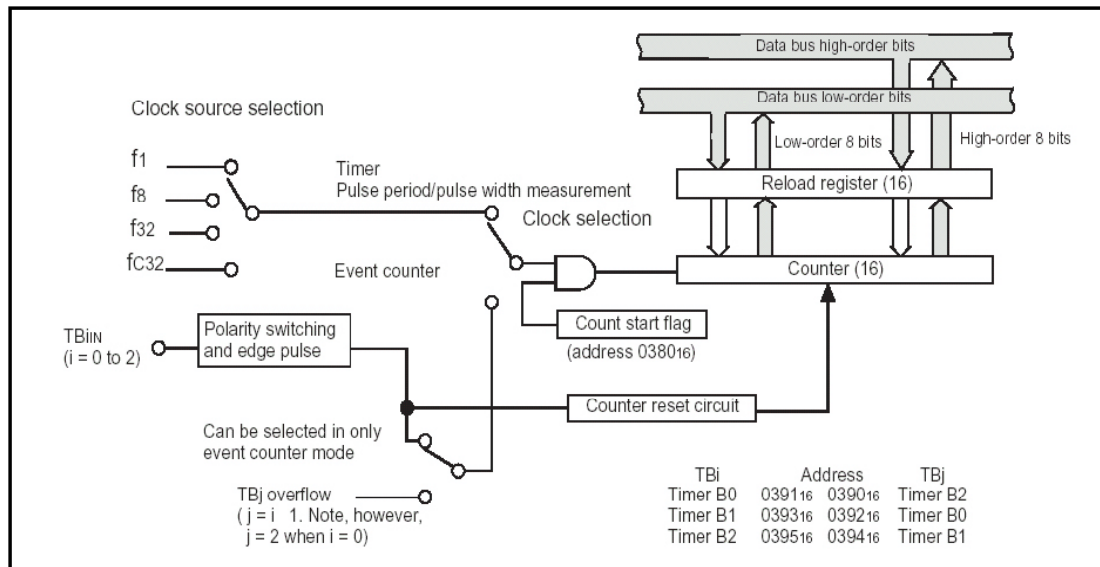 Data bus high-order bits
Data bus low-order bits
Clock source selection
Low-order 8 bits
High-order 8 bits
f1
f8
f32
fC32
Timer
Pulse period/pulse width measurement
Reload register (16)
Clock selection
Event counter
Counter (16)
TBiIN
(i = 0 to 2)
Polarity switching
and edge pulse
Count start flag
(address 038016)
Counter reset circuit
Can be selected in only
event counter mode
TBj overflow
( j = i 1. Note, however,
j = 2 when i = 0)
TBi Address TBj
Timer B0 039116 039016 Timer B2
Timer B1 039316 039216 Timer B0
Timer B2 039516 039416 Timer B1